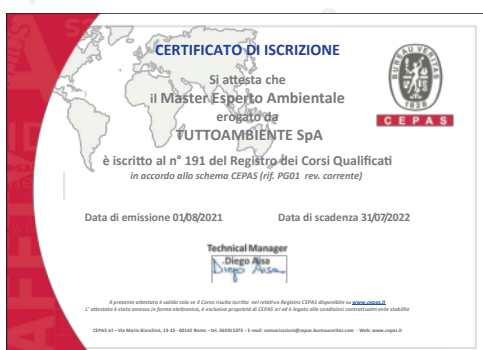 CERTIFICATO DI ISCRIZIONE
Si attesta che
il Master Esperto Ambientale
erogato da
TUTTOAMBIENTE SpA
è iscritto al n° 191 del Registro dei Corsi Qualificati
in accordo allo schema CEPAS (rif. PG01 rev. corrente)
BUREAU VERITAS
1828
CEPAS
Data di emissione 01/08/2021 Data di scadenza 31/07/2022
Technical Manager
Diego Aisa
Diego Aisa
Il presente attestato è valido solo se il Corso risulta iscritto nel relativo Registro CEPAS disponibile su www.cepas.it
L' attestato è stato emesso in forma elettronica, è esclusiva proprietà di CEPAS srl ed è legato alle condizioni contrattualm ente stabilite
CEPAS srl – Via Mario Bianchini, 13-15 - 00142 Roma – tel. 065915373 – E-mail: comunicazioni@cepas.bureauveritas.com - Web: www.cepas.it